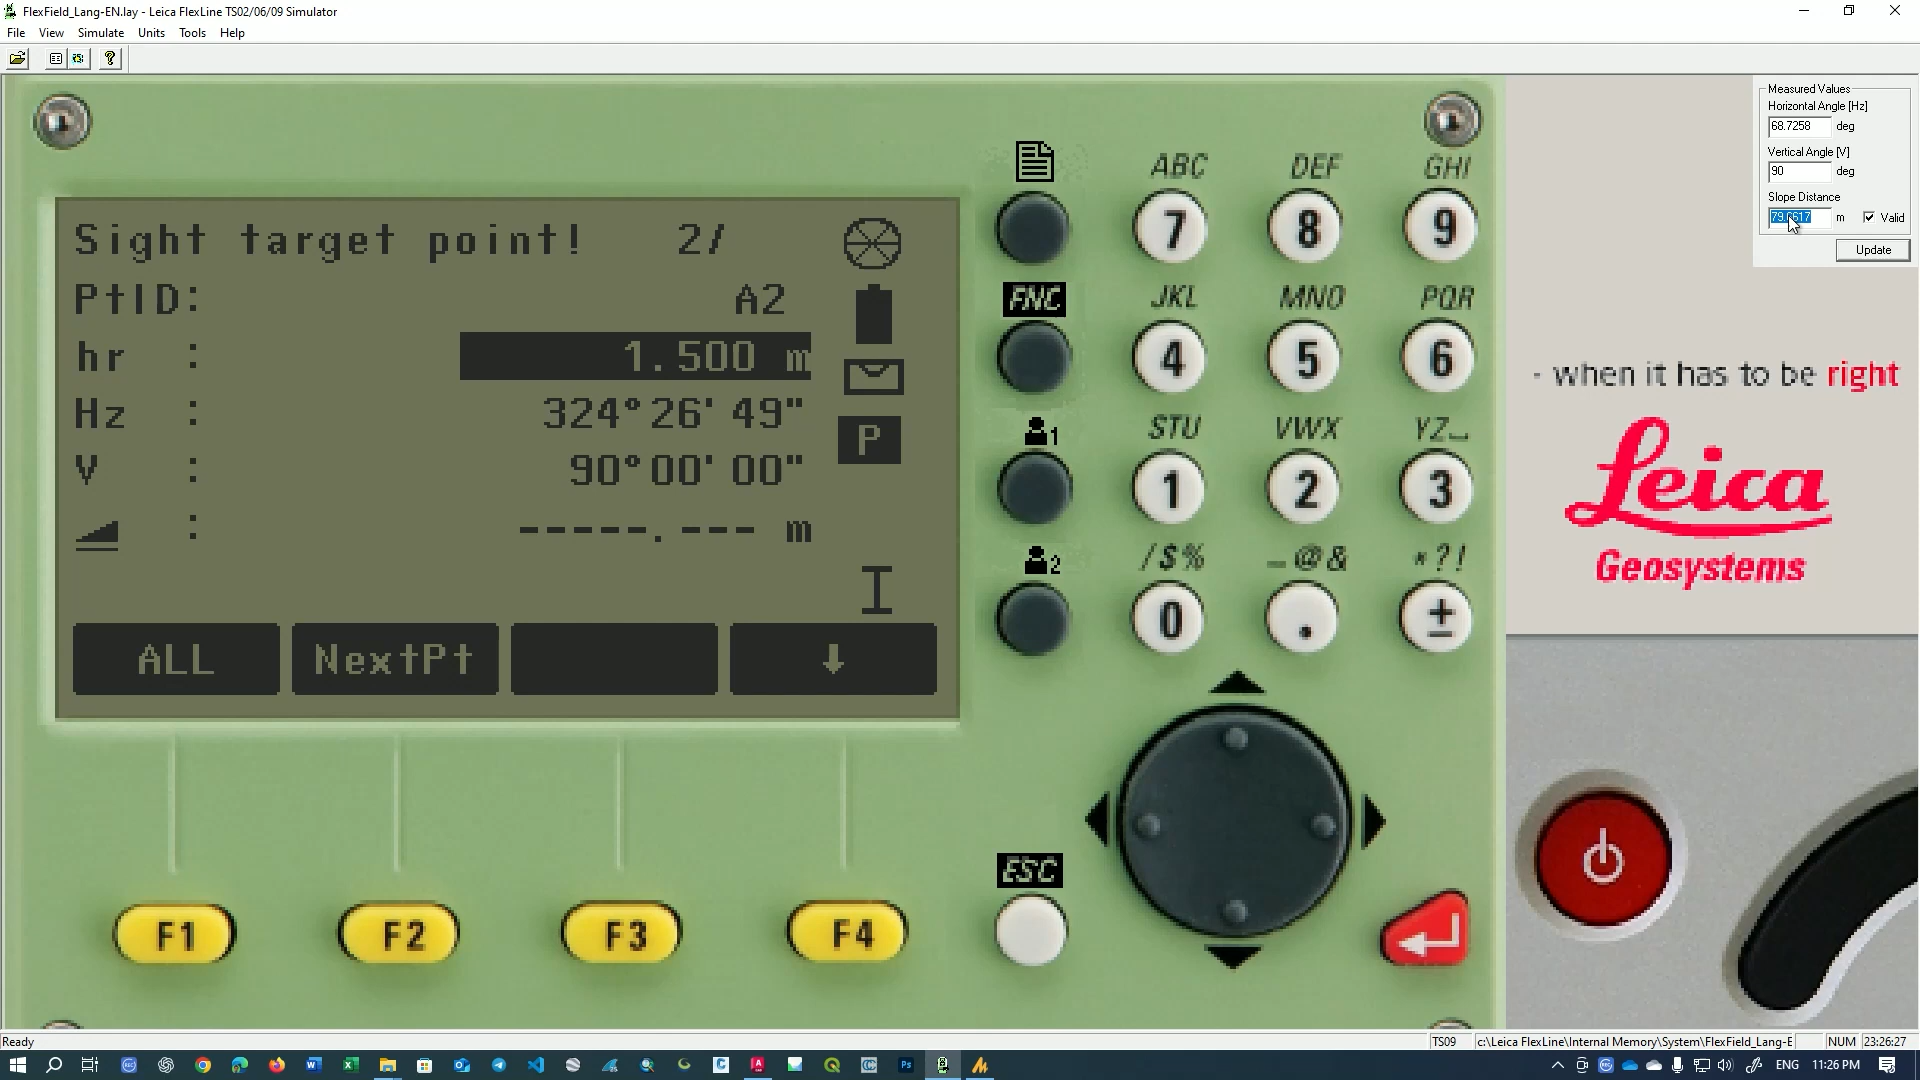 FlexField_Lang-EN.lay - Leica FlexLine TS02/06/09 Simulator
File View Simulate Units Tools Help
Measured Values
Horizontal Angle [Hz]
68.7258 deg
Vertical Angle [V]
90 deg
Slope Distance
m Valid
Update
Sight target point! 2/
PtID: A2
hr : 1.500 m
Hz : 324°26'49"
V : 90°00'00"
: -----.--- m
P
I
ALL NextPt
ABC DEF GHI
7 8 9
FNC JKL MNO PQR
4 5 6
1 STU VWX YZ_
1 2 3
2 /$% _@& *?!
0 . ±
ESC
F1 F2 F3 F4
- when it has to be right
Leica
Geosystems
Ready TS09 c:\Leica FlexLine\Internal Memory\System\FlexField_Lang-E NUM 23:26:27
ENG 11:26 PM